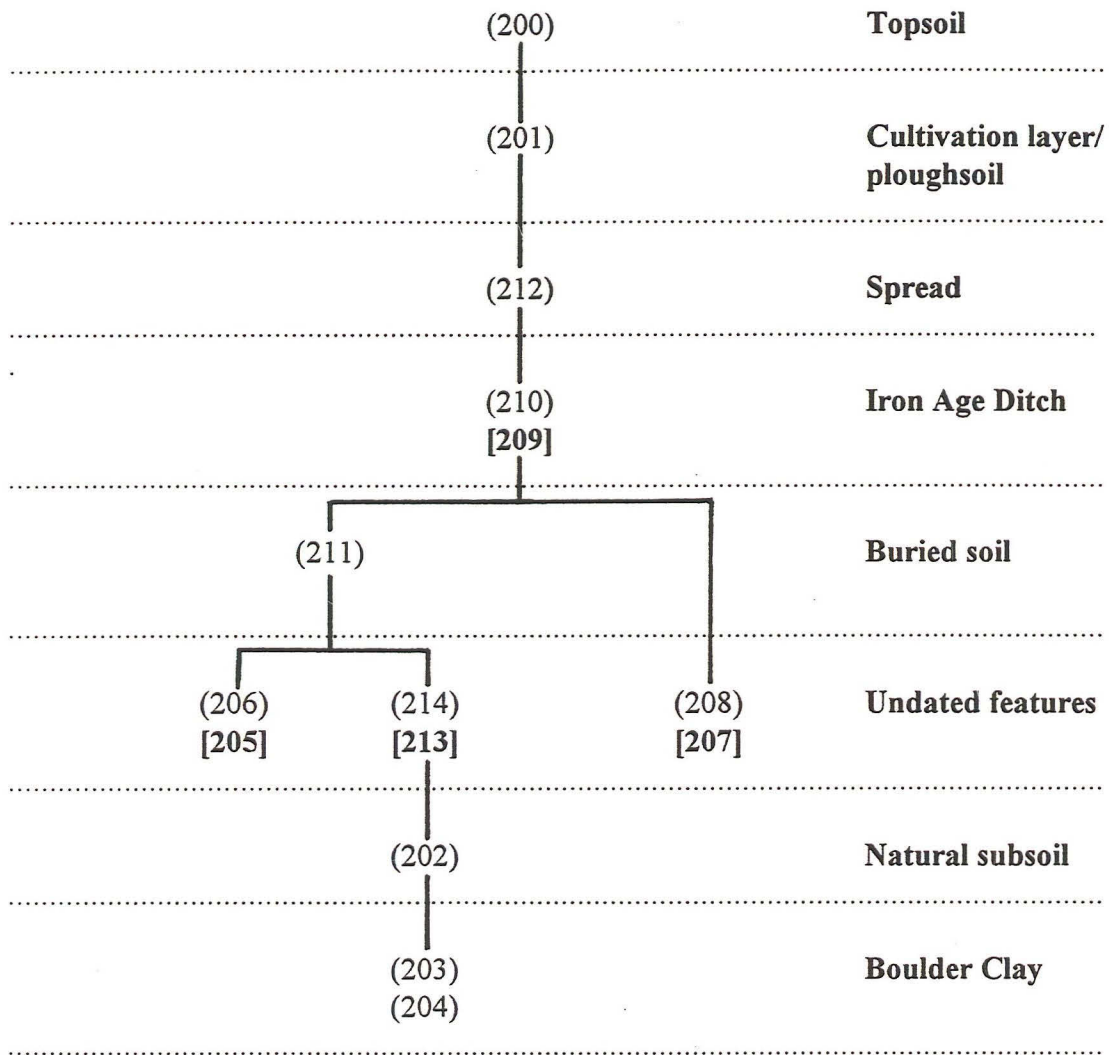 (200) Topsoil
(201) Cultivation layer/
ploughsoil
(212) Spread
(210) Iron Age Ditch
[209]
(211) Buried soil
(206) (214) (208) Undated features
[205] [213] [207]
(202) Natural subsoil
(203) Boulder Clay
(204)